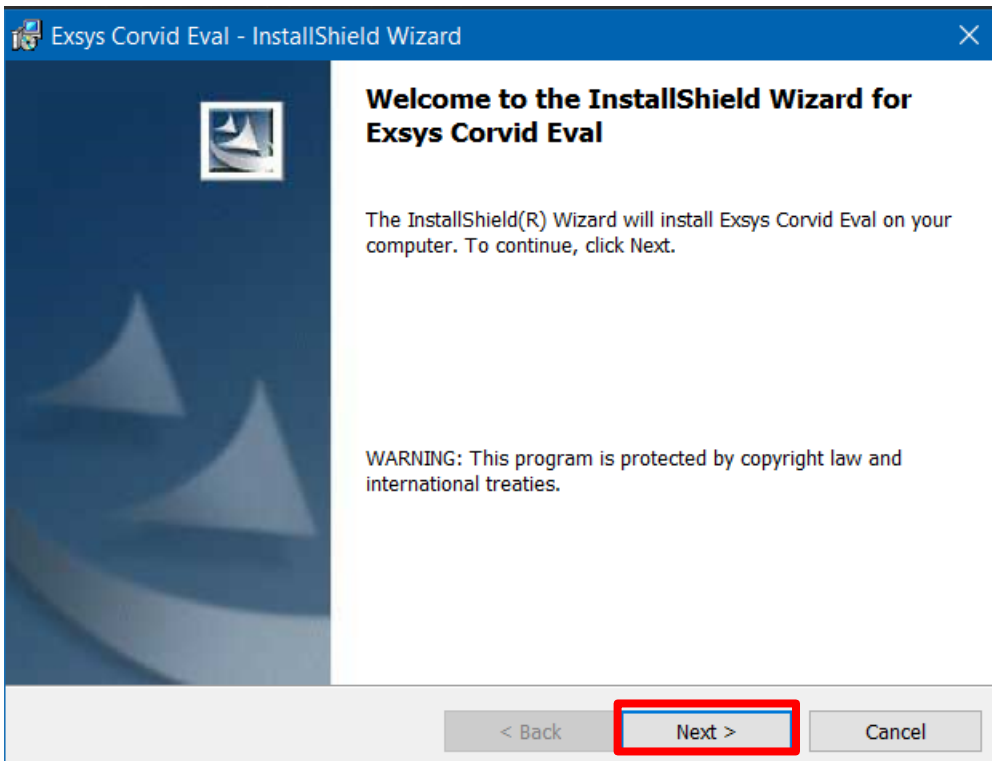 Exsys Corvid Eval - InstallShield Wizard
Welcome to the InstallShield Wizard for
Exsys Corvid Eval
The InstallShield(R) Wizard will install Exsys Corvid Eval on your
computer. To continue, click Next.
WARNING: This program is protected by copyright law and
international treaties.
< Back
Next >
Cancel